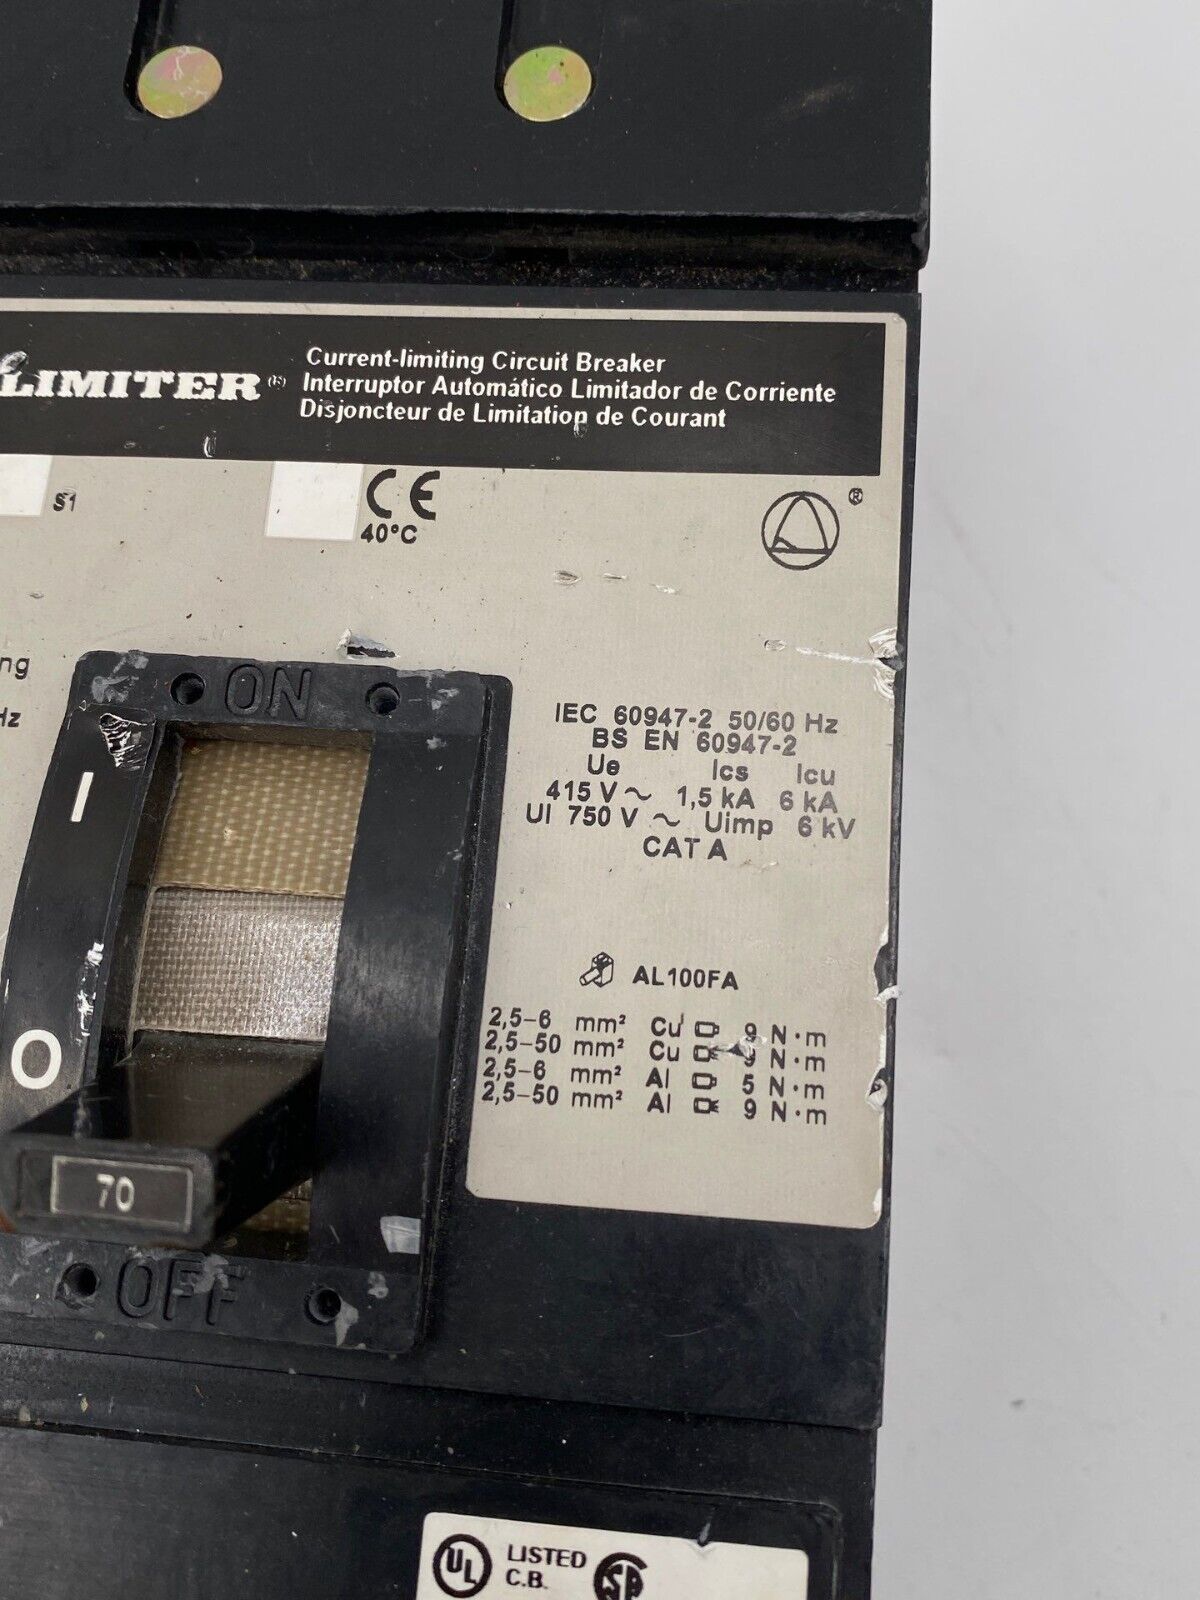 LIMITER®
Current-limiting Circuit Breaker
Interruptor Automático Limitador de Corriente
Disjoncteur de Limitation de Courant
S1
CE
40°C
®
ng
Hz
ON
I
O
70
OFF
IEC 60947-2 50/60 Hz
BS EN 60947-2
Ue Ics Icu
415 V ~ 1,5 kA 6 kA
UI 750 V ~ Uimp 6 kV
CAT A
AL100FA
2,5-6 mm² Cu 9 N·m
2,5-50 mm² Cu 9 N·m
2,5-6 mm² Al 5 N·m
2,5-50 mm² Al 9 N·m
UL LISTED
C.B.